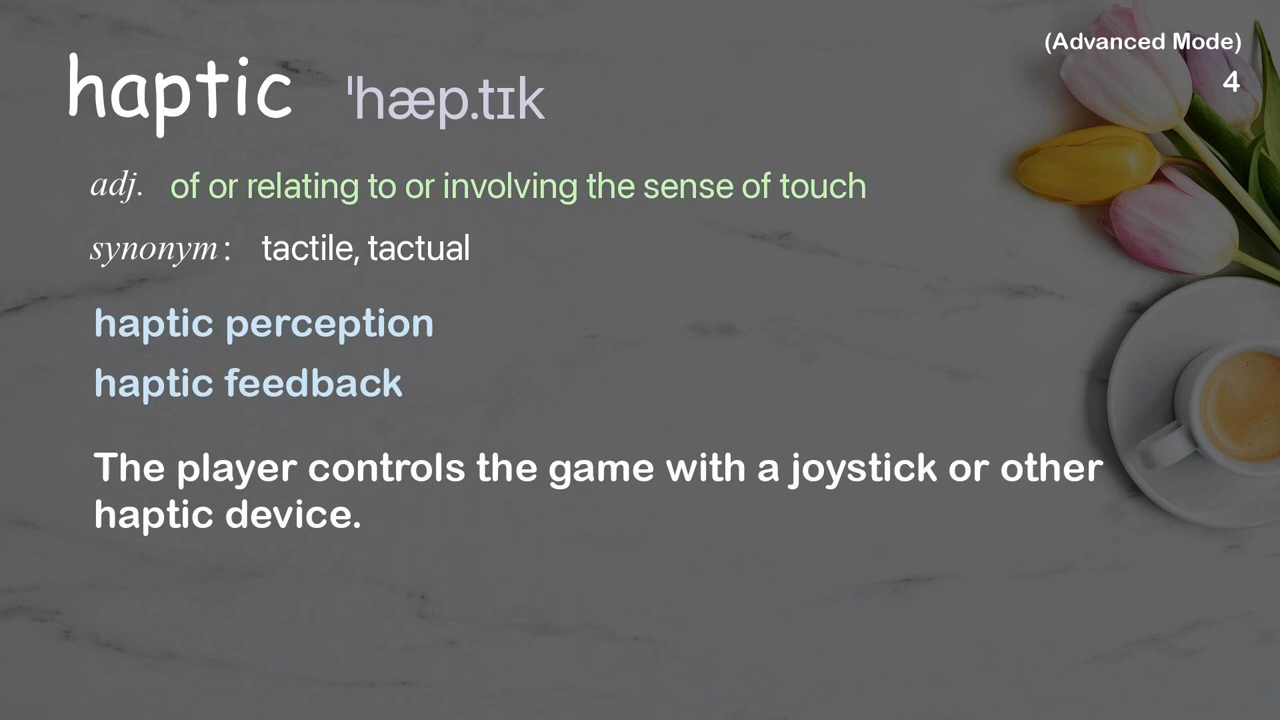 (Advanced Mode)
4
haptic ˈhæp.tɪk
adj. of or relating to or involving the sense of touch
synonym: tactile, tactual
haptic perception
haptic feedback
The player controls the game with a joystick or other
haptic device.